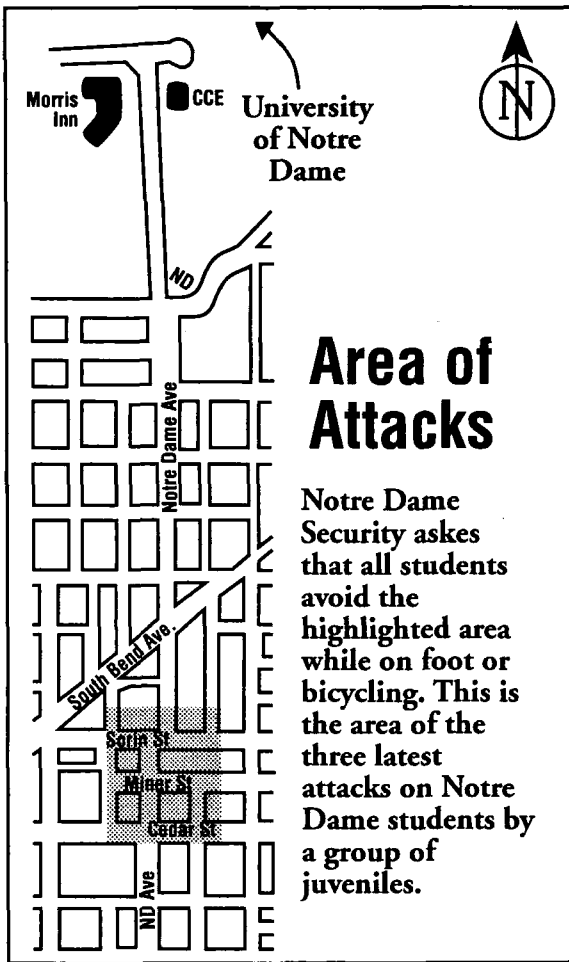 Morris
Inn
CCE
University
of Notre
Dame
N
ND
Notre Dame Ave
South Bend Ave.
Sorin St
Miner St
Cedar St
ND Ave
Area of
Attacks
Notre Dame
Security askes
that all students
avoid the
highlighted area
while on foot or
bicycling. This is
the area of the
three latest
attacks on Notre
Dame students by
a group of
juveniles.